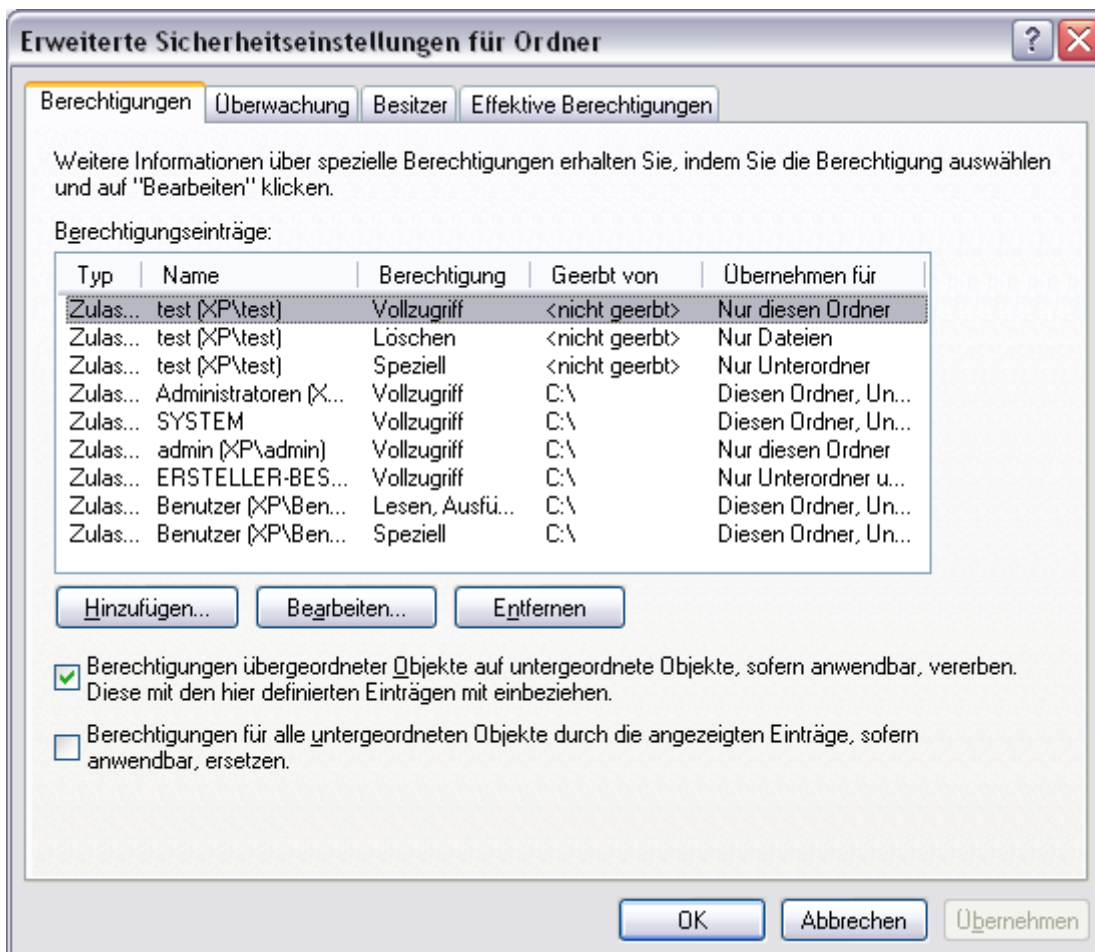 Erweiterte Sicherheitseinstellungen für Ordner
Berechtigungen Überwachung Besitzer Effektive Berechtigungen
Weitere Informationen über spezielle Berechtigungen erhalten Sie, indem Sie die Berechtigung auswählen
und auf "Bearbeiten" klicken.
Berechtigungseinträge:
Typ Name Berechtigung Geerbt von Übernehmen für
Zulas... test (XP\test) Vollzugriff <nicht geerbt> Nur diesen Ordner
Zulas... test (XP\test) Löschen <nicht geerbt> Nur Dateien
Zulas... test (XP\test) Speziell <nicht geerbt> Nur Unterordner
Zulas... Administratoren (X... Vollzugriff C:\ Diesen Ordner, Un...
Zulas... SYSTEM Vollzugriff C:\ Diesen Ordner, Un...
Zulas... admin (XP\admin) Vollzugriff C:\ Nur diesen Ordner
Zulas... ERSTELLER-BES... Vollzugriff C:\ Nur Unterordner u...
Zulas... Benutzer (XP\Ben... Lesen, Ausfü... C:\ Diesen Ordner, Un...
Zulas... Benutzer (XP\Ben... Speziell C:\ Diesen Ordner, Un...
Hinzufügen... Bearbeiten... Entfernen
Berechtigungen übergeordneter Objekte auf untergeordnete Objekte, sofern anwendbar, vererben.
Diese mit den hier definierten Einträgen mit einbeziehen.
Berechtigungen für alle untergeordneten Objekte durch die angezeigten Einträge, sofern
anwendbar, ersetzen.
OK Abbrechen Übernehmen